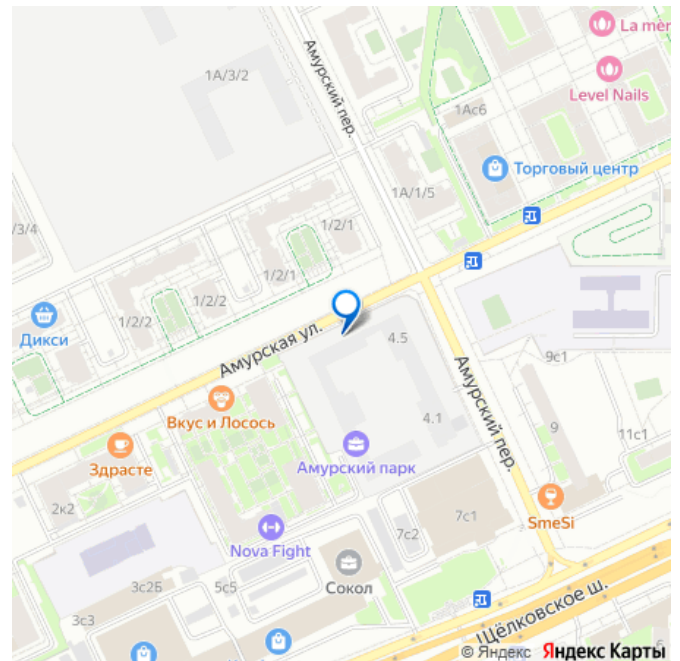 La mèr
Амурский пер.
1А/3/2
Level Nails
1Ас6
Торговый центр
1А/1/5
/3/4
1/2/1
1/2/1
1/2/2
1/2/2
Дикси
Амурская ул.
4.5
Амурский пер.
9с1
Вкус и Лосось
4.1
9
11с1
Здрасте
Амурский парк
2к2
SmeSi
7с1
7с2
Nova Fight
3с2Б
5с5
Сокол
3с3
Щёлковское ш.
5
© Яндекс Яндекс Карты